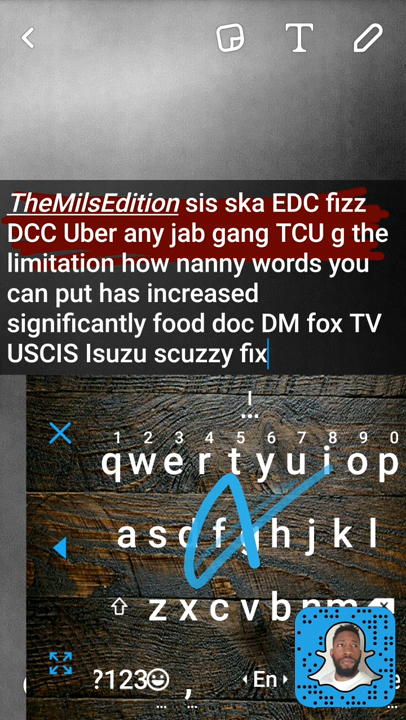 T
TheMilsEdition sis ska EDC fizz
DCC Uber any jab gang TCU g the
limitation how nanny words you
can put has increased
significantly food doc DM fox TV
USCIS Isuzu scuzzy fix
1 2 3 4 5 6 7 8 9 0
q w e r t y u i o p
a s d f g h j k l
z x c v b n m
?123 , En